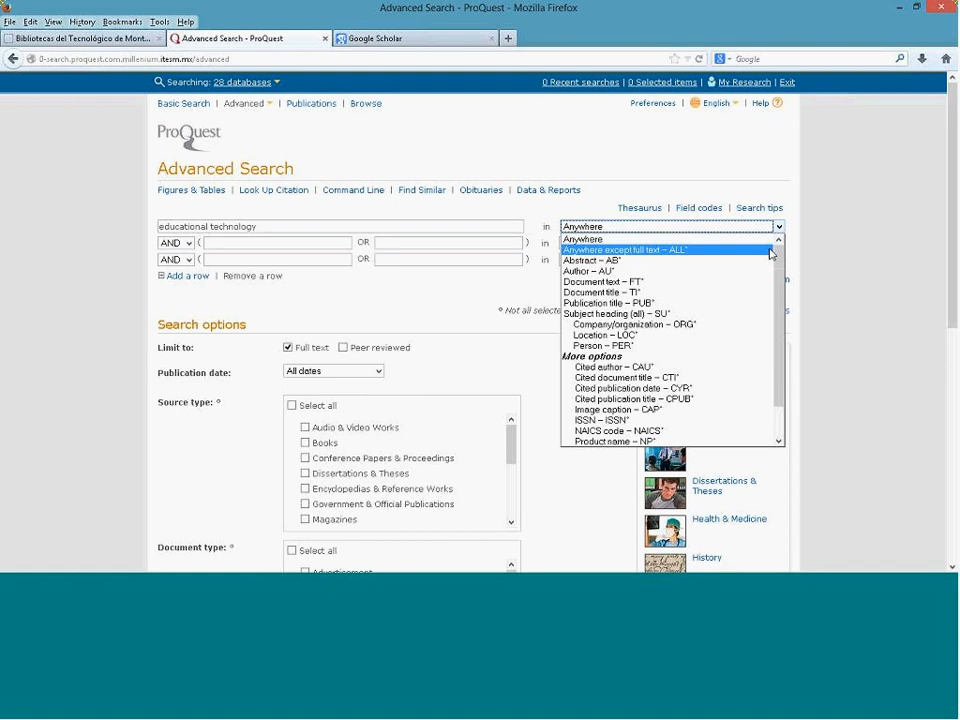 Advanced Search - ProQuest - Mozilla Firefox
File Edit View History Bookmarks Tools Help
Bibliotecas del Tecnológico de Mont... Advanced Search - ProQuest Google Scholar
0-search.proquest.com.millenium.itesm.mx/advanced Google
Searching: 28 databases 0 Recent searches | 0 Selected items | My Research | Exit
Basic Search | Advanced | Publications | Browse Preferences | English | Help
ProQuest
Advanced Search
Figures & Tables | Look Up Citation | Command Line | Find Similar | Obituaries | Data & Reports
Thesaurus | Field codes | Search tips
educational technology in Anywhere
AND ( OR ) in
AND ( OR ) in
Add a row | Remove a row
Anywhere
Anywhere except full text – ALL*
Abstract – AB*
Author – AU*
Document text – FT*
Document title – TI*
Publication title – PUB*
Subject heading (all) – SU*
Company/organization – ORG*
Location – LOC*
Person – PER*
More options
Cited author – CAU*
Cited document title – CTI*
Cited publication date – CYR*
Cited publication title – CPUB*
Image caption – CAP*
ISSN – ISSN*
NAICS code – NAICS*
Product name – NP*
° Not all selecte
Search options
Limit to: Full text Peer reviewed
Publication date: All dates
Source type: ° Select all
Audio & Video Works
Books
Conference Papers & Proceedings
Dissertations & Theses
Encyclopedias & Reference Works
Government & Official Publications
Magazines
Document type: ° Select all
Advertisement
Dissertations &
Theses
Health & Medicine
History